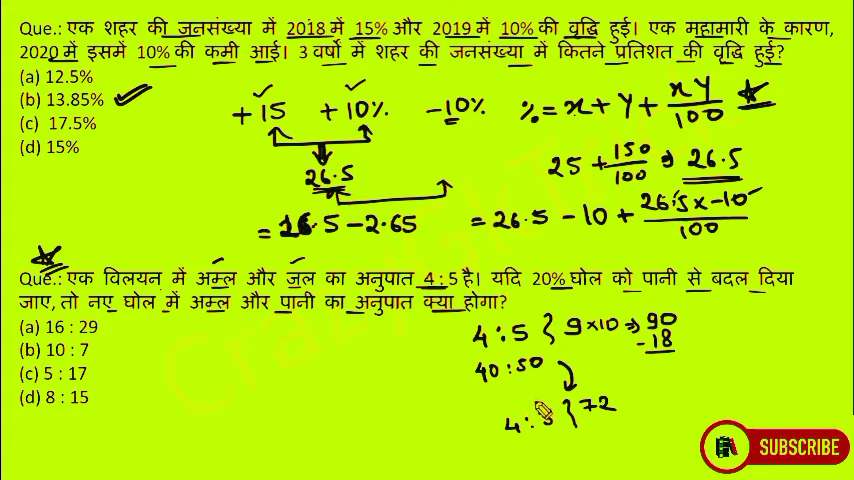 Que.: एक शहर की जनसंख्या में 2018 में 15% और 2019 में 10% की वृद्धि हुई। एक महामारी के कारण,
2020 में इसमें 10% की कमी आई। 3 वर्षो में शहर की जनसंख्या में कितने प्रतिशत की वृद्धि हुई?
(a) 12.5%
(b) 13.85%
(c) 17.5%
(d) 15%
+15 +10% -10% % = x + y + xy/100
26.5
25 + 150/100 ⇒ 26.5
= 16.5 - 2.65 = 26.5 - 10 + 26.5 x -10/100
Que.: एक विलयन में अम्ल और जल का अनुपात 4 : 5 है। यदि 20% घोल को पानी से बदल दिया
जाए, तो नए घोल में अम्ल और पानी का अनुपात क्या होगा?
(a) 16 : 29
(b) 10 : 7
(c) 5 : 17
(d) 8 : 15
4 : 5 } 9 x 10 ⇒ 90
- 18
40 : 50
4 : 5 } 72
CrazyGkTrick
SUBSCRIBE